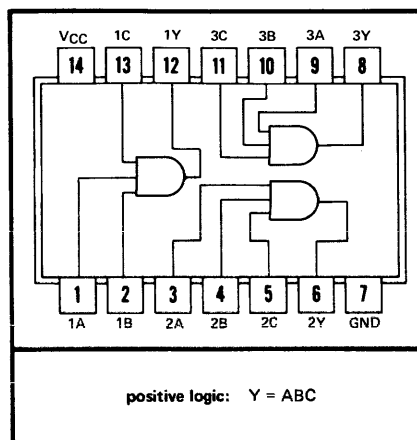 VCC 1C 1Y 3C 3B 3A 3Y
14 13 12 11 10 9 8
1 2 3 4 5 6 7
1A 1B 2A 2B 2C 2Y GND
positive logic: Y = ABC